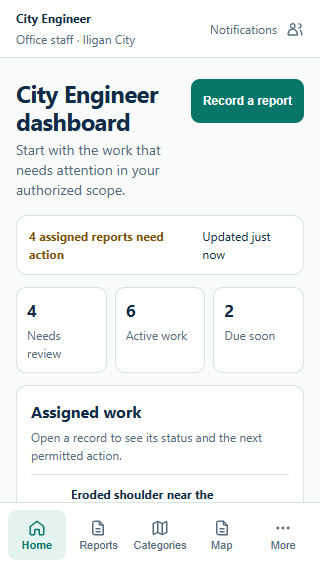 City Engineer
Office staff · Iligan City
Notifications
City Engineer
dashboard
Record a report
Start with the work that
needs attention in your
authorized scope.
4 assigned reports need
action
Updated just
now
4
Needs
review
6
Active work
2
Due soon
Assigned work
Open a record to see its status and the next
permitted action.
Eroded shoulder near the
Home
Reports
Categories
Map
More